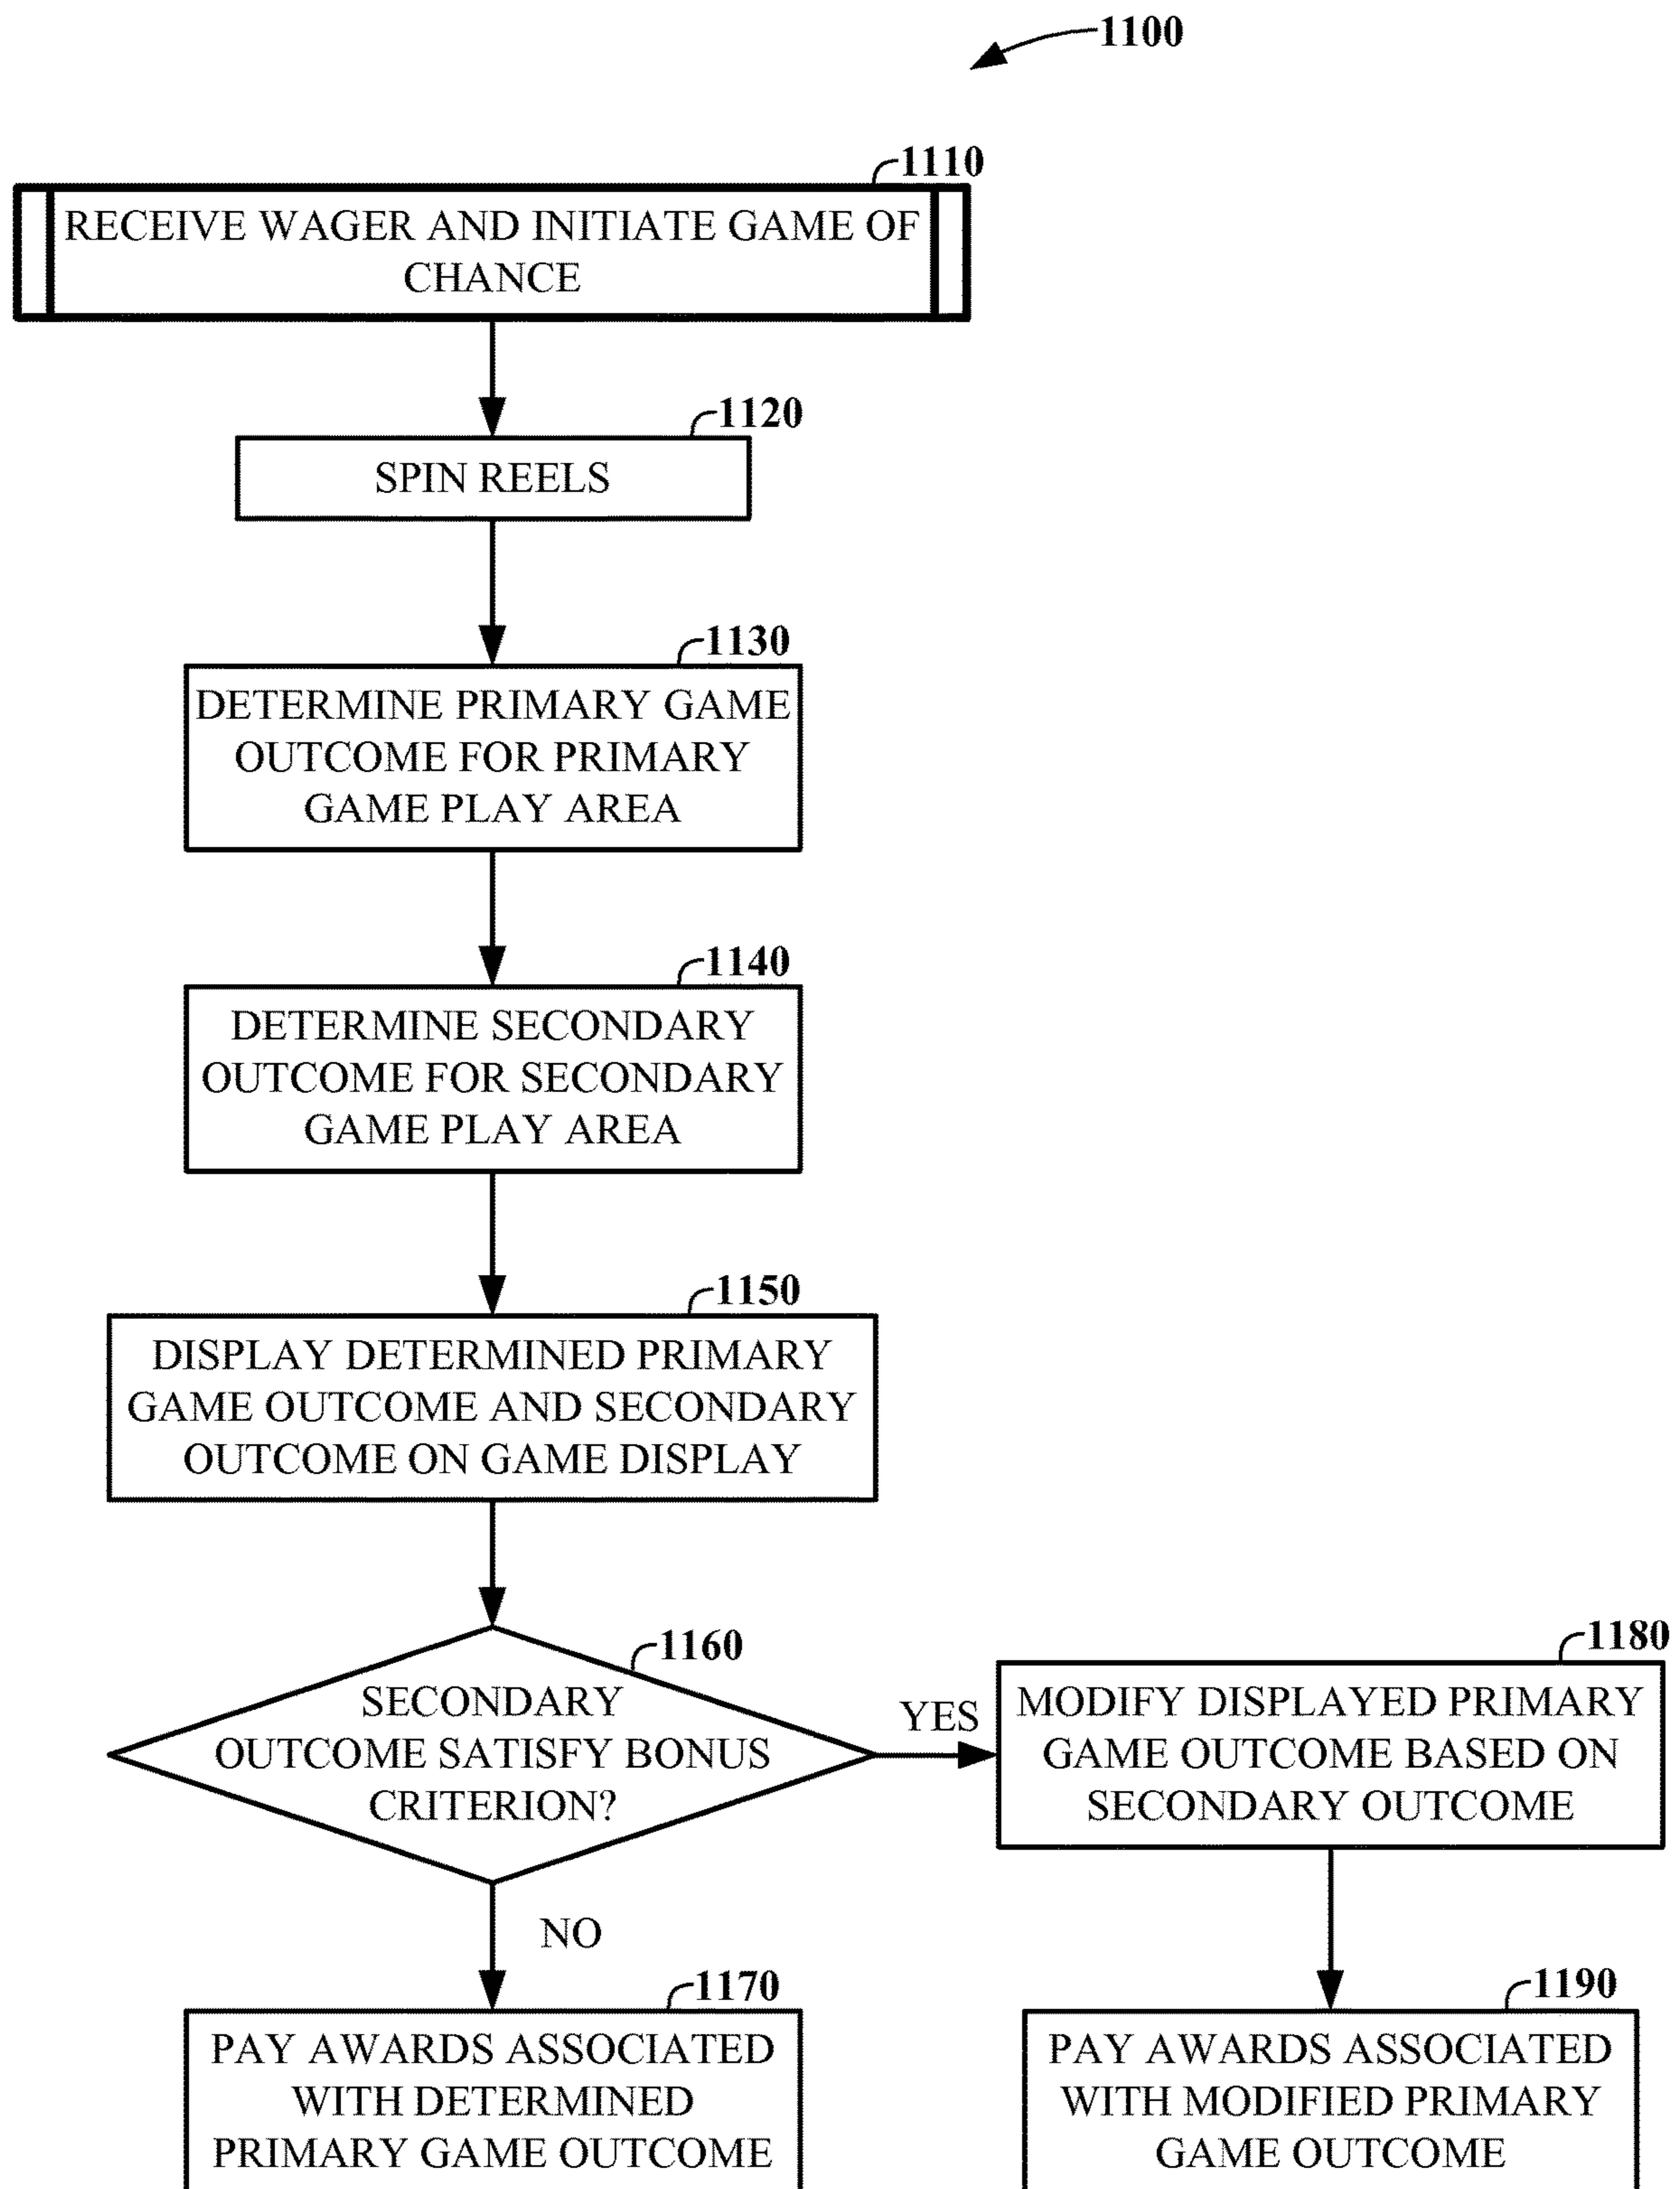 1100
1110
RECEIVE WAGER AND INITIATE GAME OF
CHANCE
1120
SPIN REELS
1130
DETERMINE PRIMARY GAME
OUTCOME FOR PRIMARY
GAME PLAY AREA
1140
DETERMINE SECONDARY
OUTCOME FOR SECONDARY
GAME PLAY AREA
1150
DISPLAY DETERMINED PRIMARY
GAME OUTCOME AND SECONDARY
OUTCOME ON GAME DISPLAY
1160
SECONDARY
OUTCOME SATISFY BONUS
CRITERION?
YES
1180
MODIFY DISPLAYED PRIMARY
GAME OUTCOME BASED ON
SECONDARY OUTCOME
NO
1170
PAY AWARDS ASSOCIATED
WITH DETERMINED
PRIMARY GAME OUTCOME
1190
PAY AWARDS ASSOCIATED
WITH MODIFIED PRIMARY
GAME OUTCOME